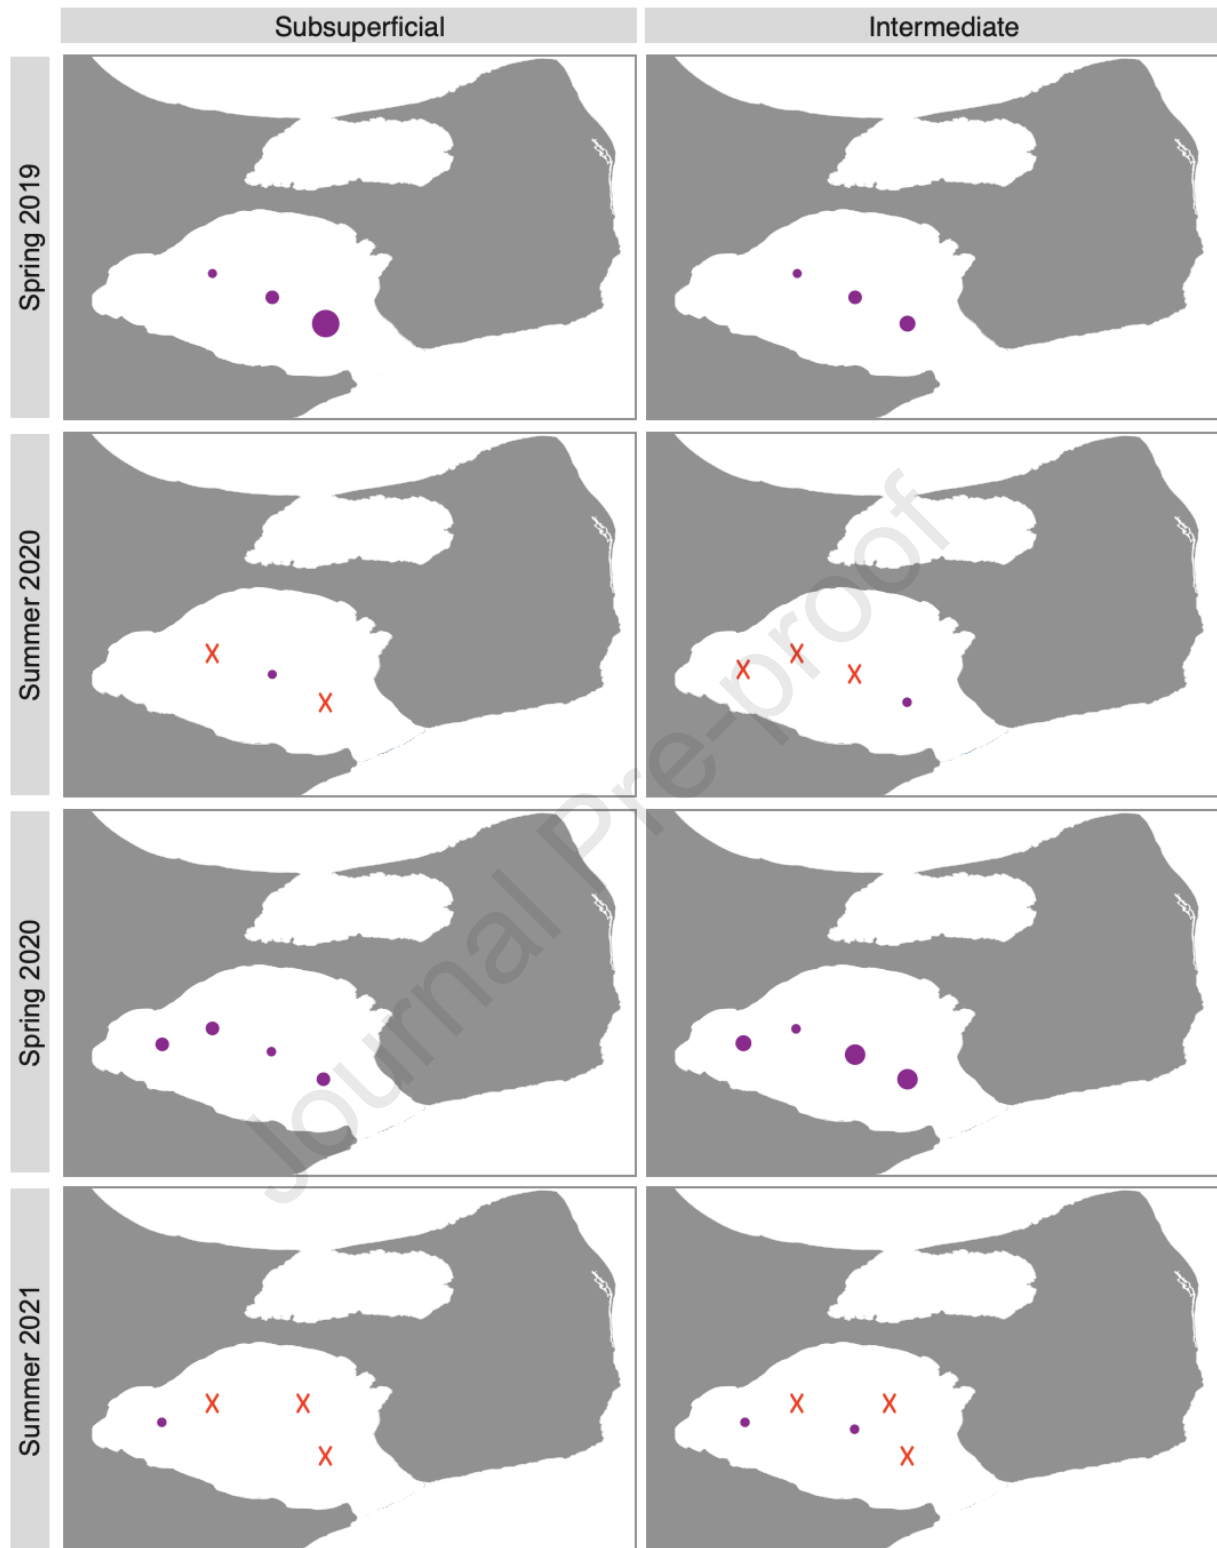 Subsuperficial
Intermediate
Spring 2019
Summer 2020
Spring 2020
Summer 2021
Journal Pre-proof